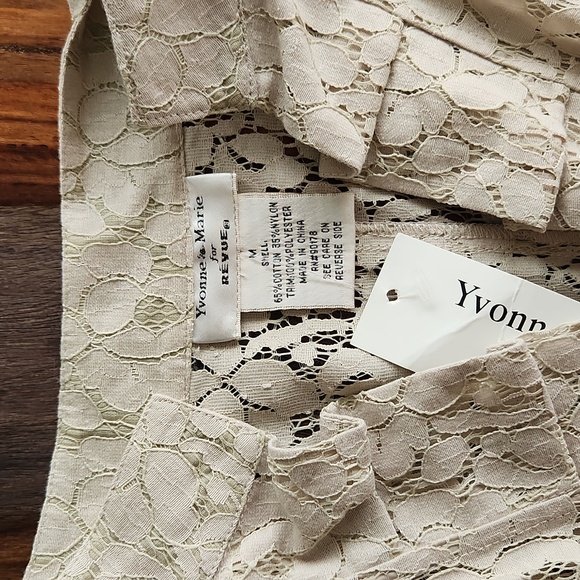 Yvonne & Marie
for
REVUE®
M
SHELL
65%COTTON 35%NYLON
TRIM:100%POLYESTER
MADE IN CHINA
RN#90178
SEE CARE ON
REVERSE SIDE
Yvonn